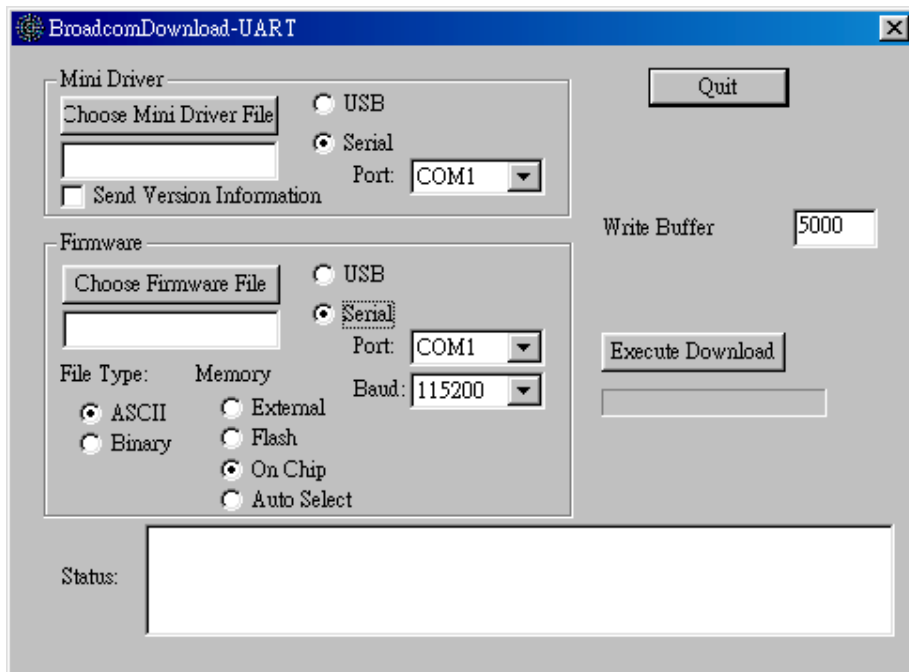 BroadcomDownload-UART
Mini Driver
Choose Mini Driver File
USB
Serial
Port: COM1
Send Version Information
Quit
Write Buffer 5000
Firmware
Choose Firmware File
USB
Serial
Port: COM1
Baud: 115200
File Type:
ASCII
Binary
Memory
External
Flash
On Chip
Auto Select
Execute Download
Status: